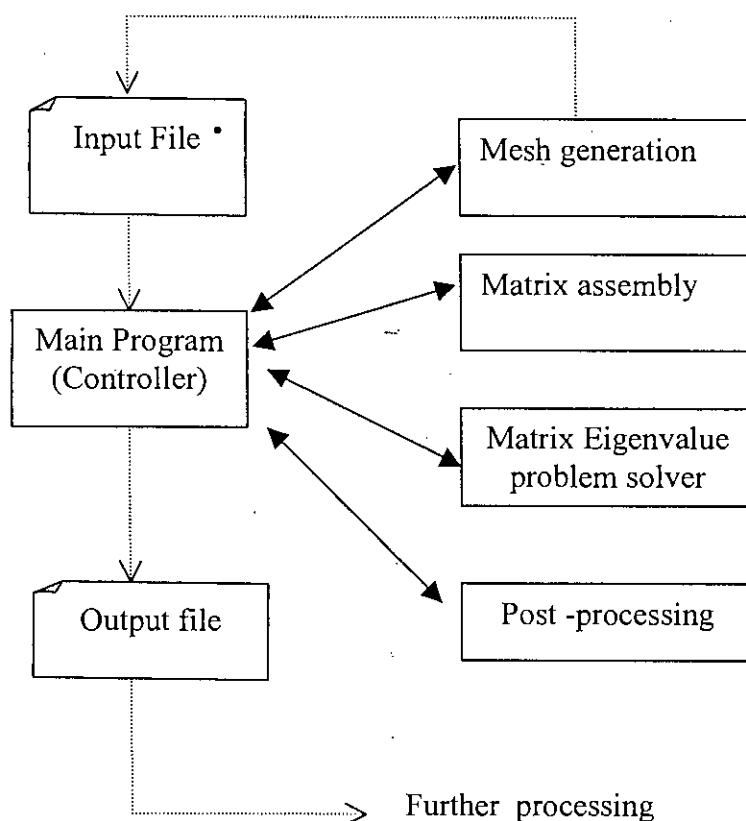 Input File
Mesh generation
Matrix assembly
Main Program
(Controller)
Matrix Eigenvalue
problem solver
Output file
Post -processing
Further processing